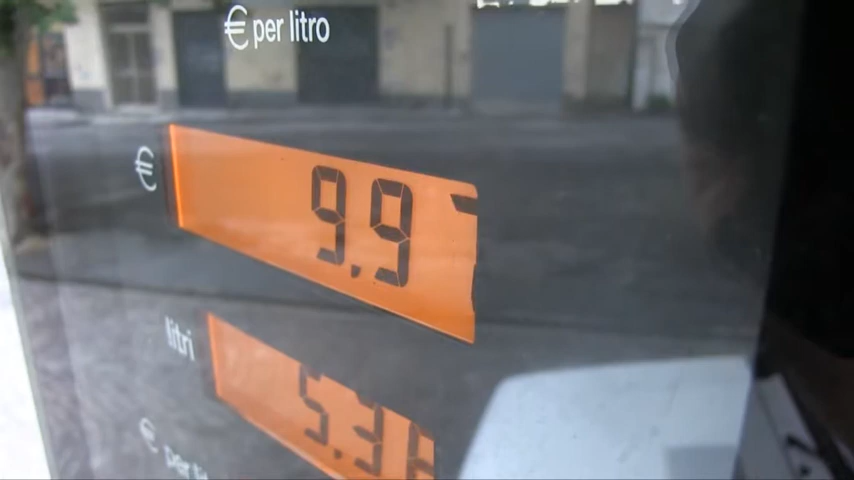 € per litro
€ 9.9
litri 5.3
€